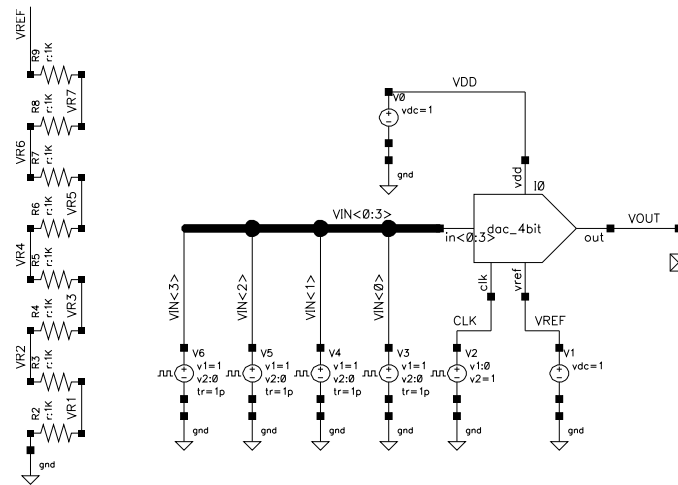 VREF
R9
r:1K
R8
r:1K
VR7
VR6
R7
r:1K
R6
r:1K
VR5
VR4
R5
r:1K
R4
r:1K
VR3
VR2
R3
r:1K
R2
r:1K
VR1
gnd
VDD
V0
vdc=1
gnd
vdd
I0
VIN<0:3>
in<0:3>
dac_4bit
out
VOUT
clk
vref
VIN<3>
VIN<2>
VIN<1>
VIN<0>
CLK
VREF
V6
v1=1
v2:0
tr=1p
gnd
V5
v1=1
v2:0
tr=1p
gnd
V4
v1=1
v2:0
tr=1p
gnd
V3
v1=1
v2:0
tr=1p
gnd
V2
v1:0
v2=1
gnd
V1
vdc=1
gnd